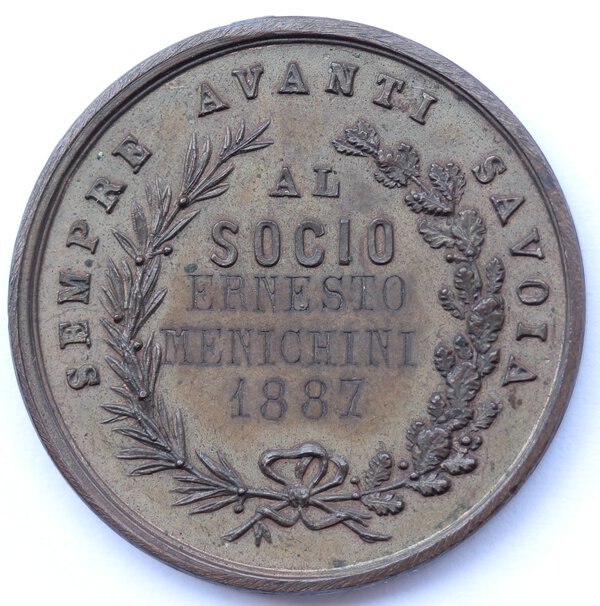 SEMPRE AVANTI SAVOIA
AL
SOCIO
ERNESTO
MENICHINI
1887